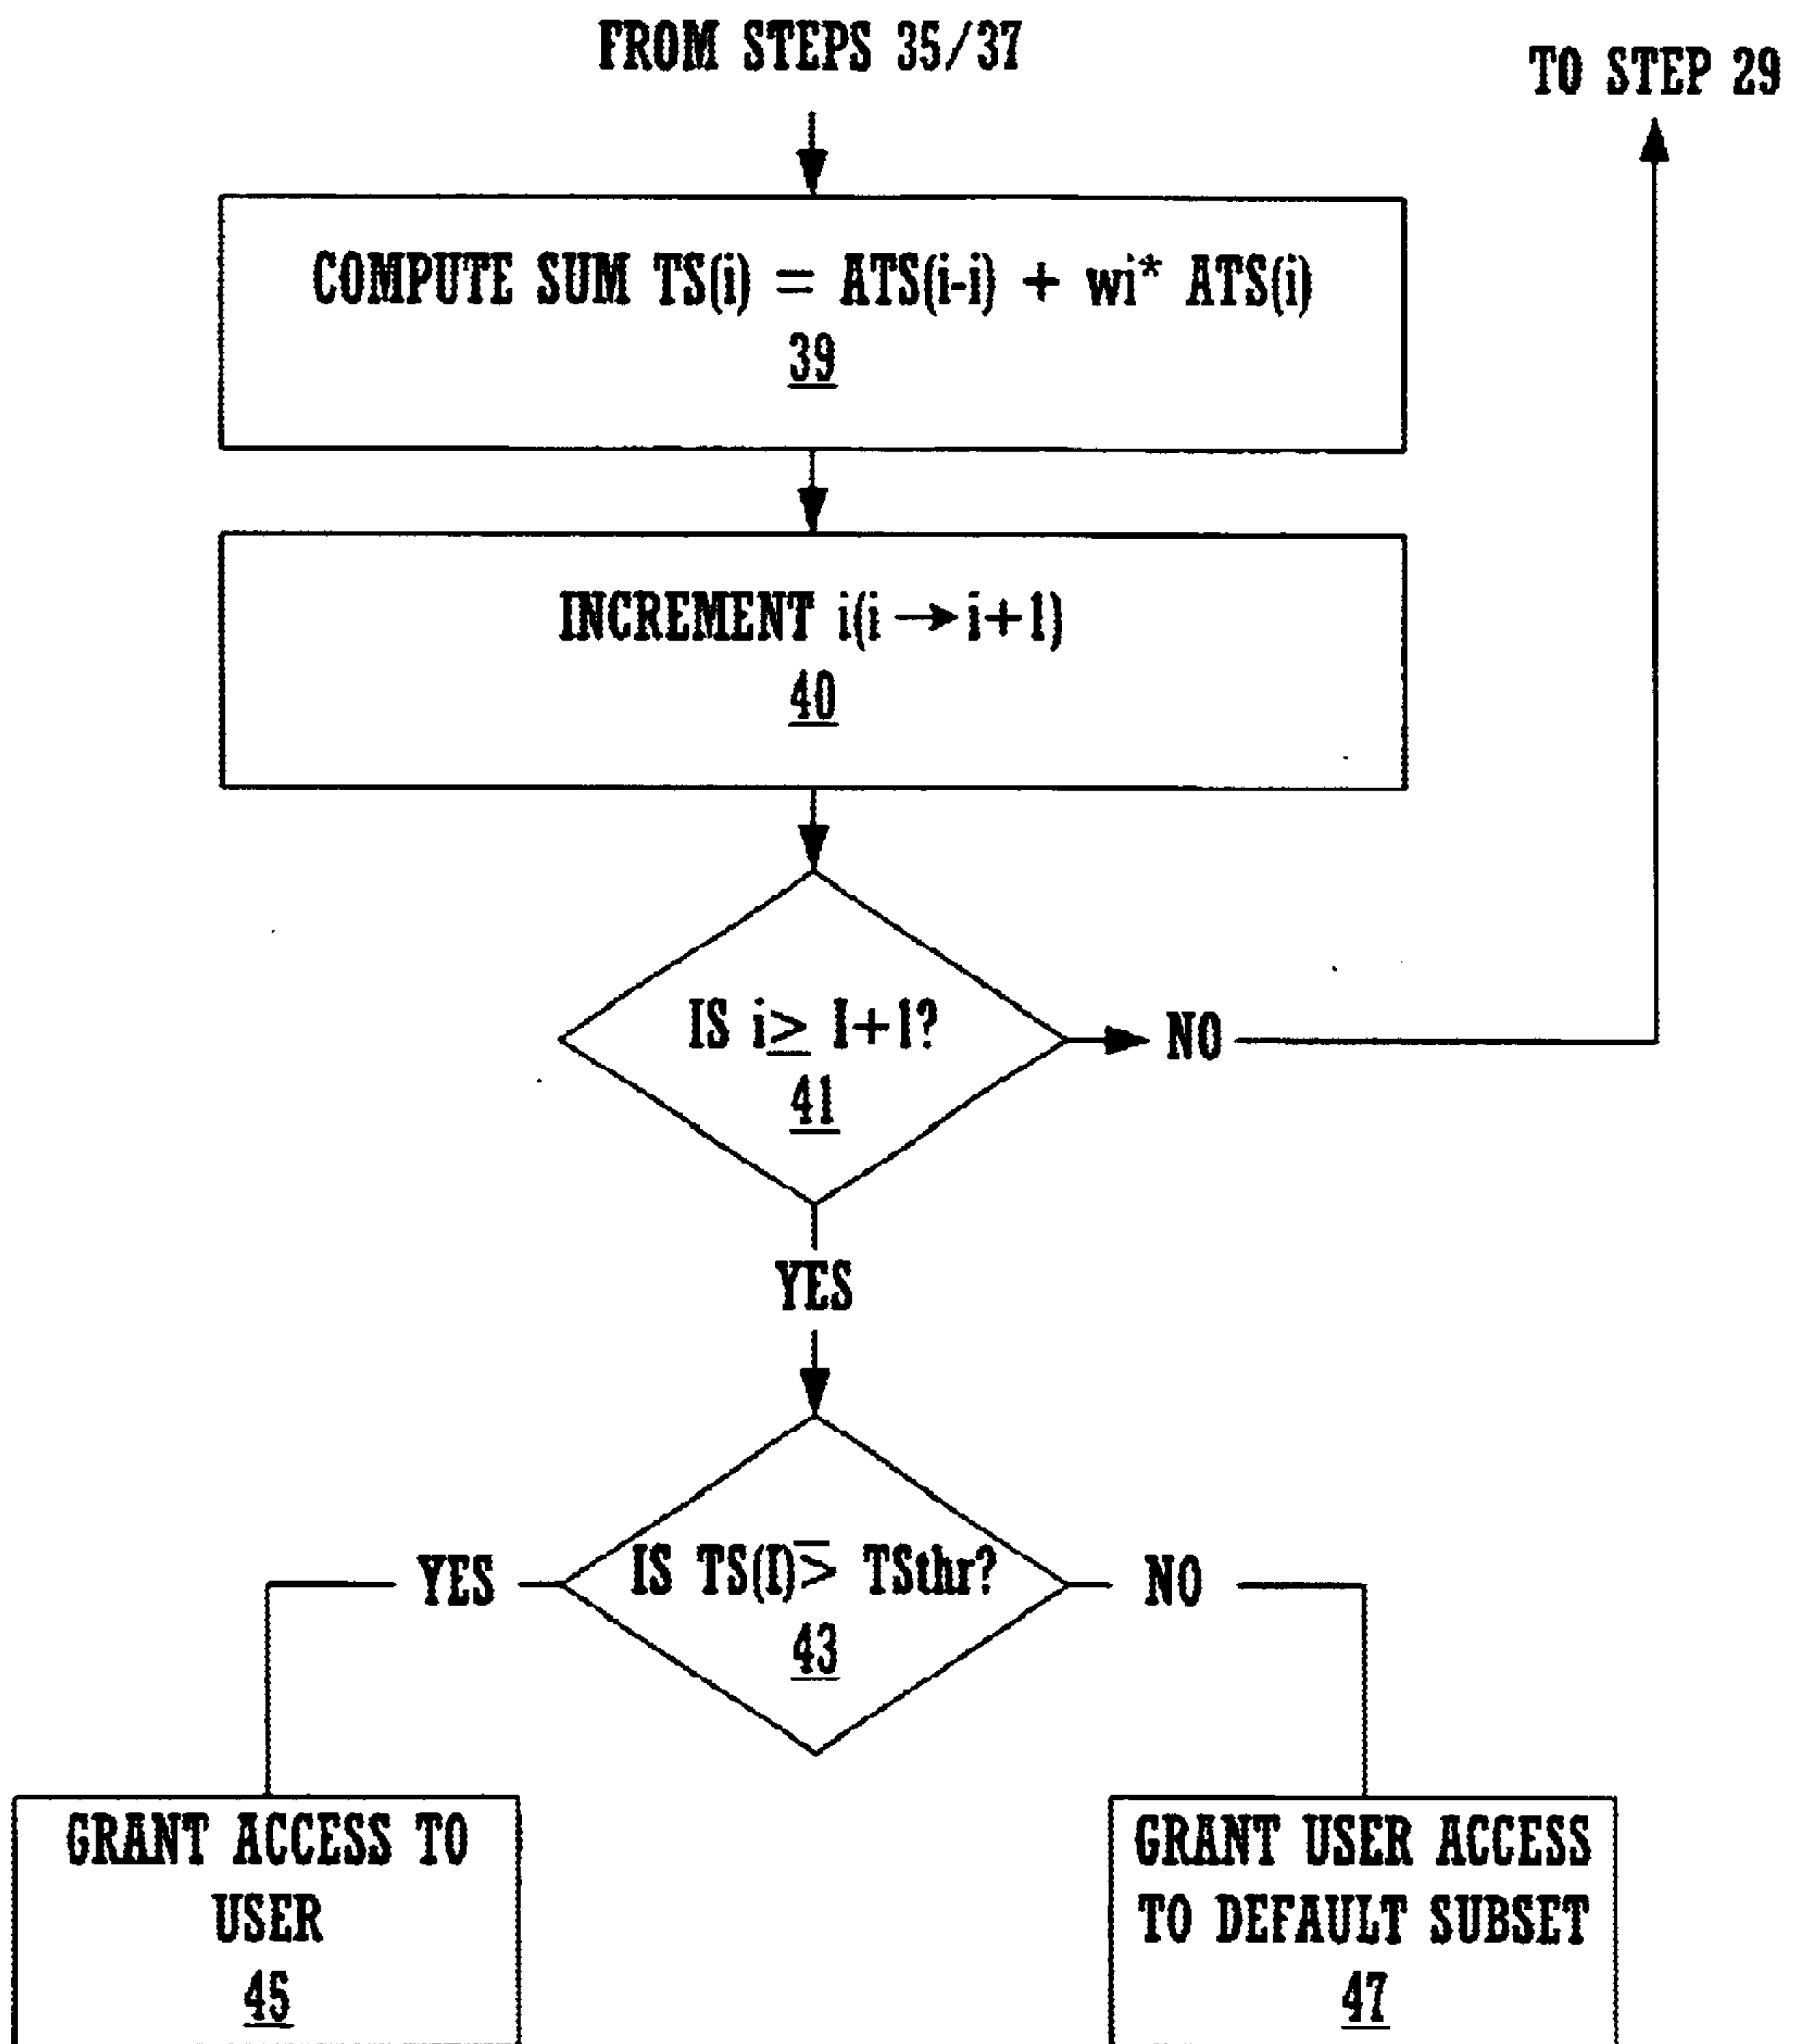 FROM STEPS 35/37
TO STEP 29
COMPUTE SUM TS(i) = ATS(i-i) + wi* ATS(i)
39
INCREMENT i(i → i+1)
40
IS i≥ I+1?
41
NO
YES
IS TS(I)≥ TSthr?
43
YES
NO
GRANT ACCESS TO
USER
45
GRANT USER ACCESS
TO DEFAULT SUBSET
47